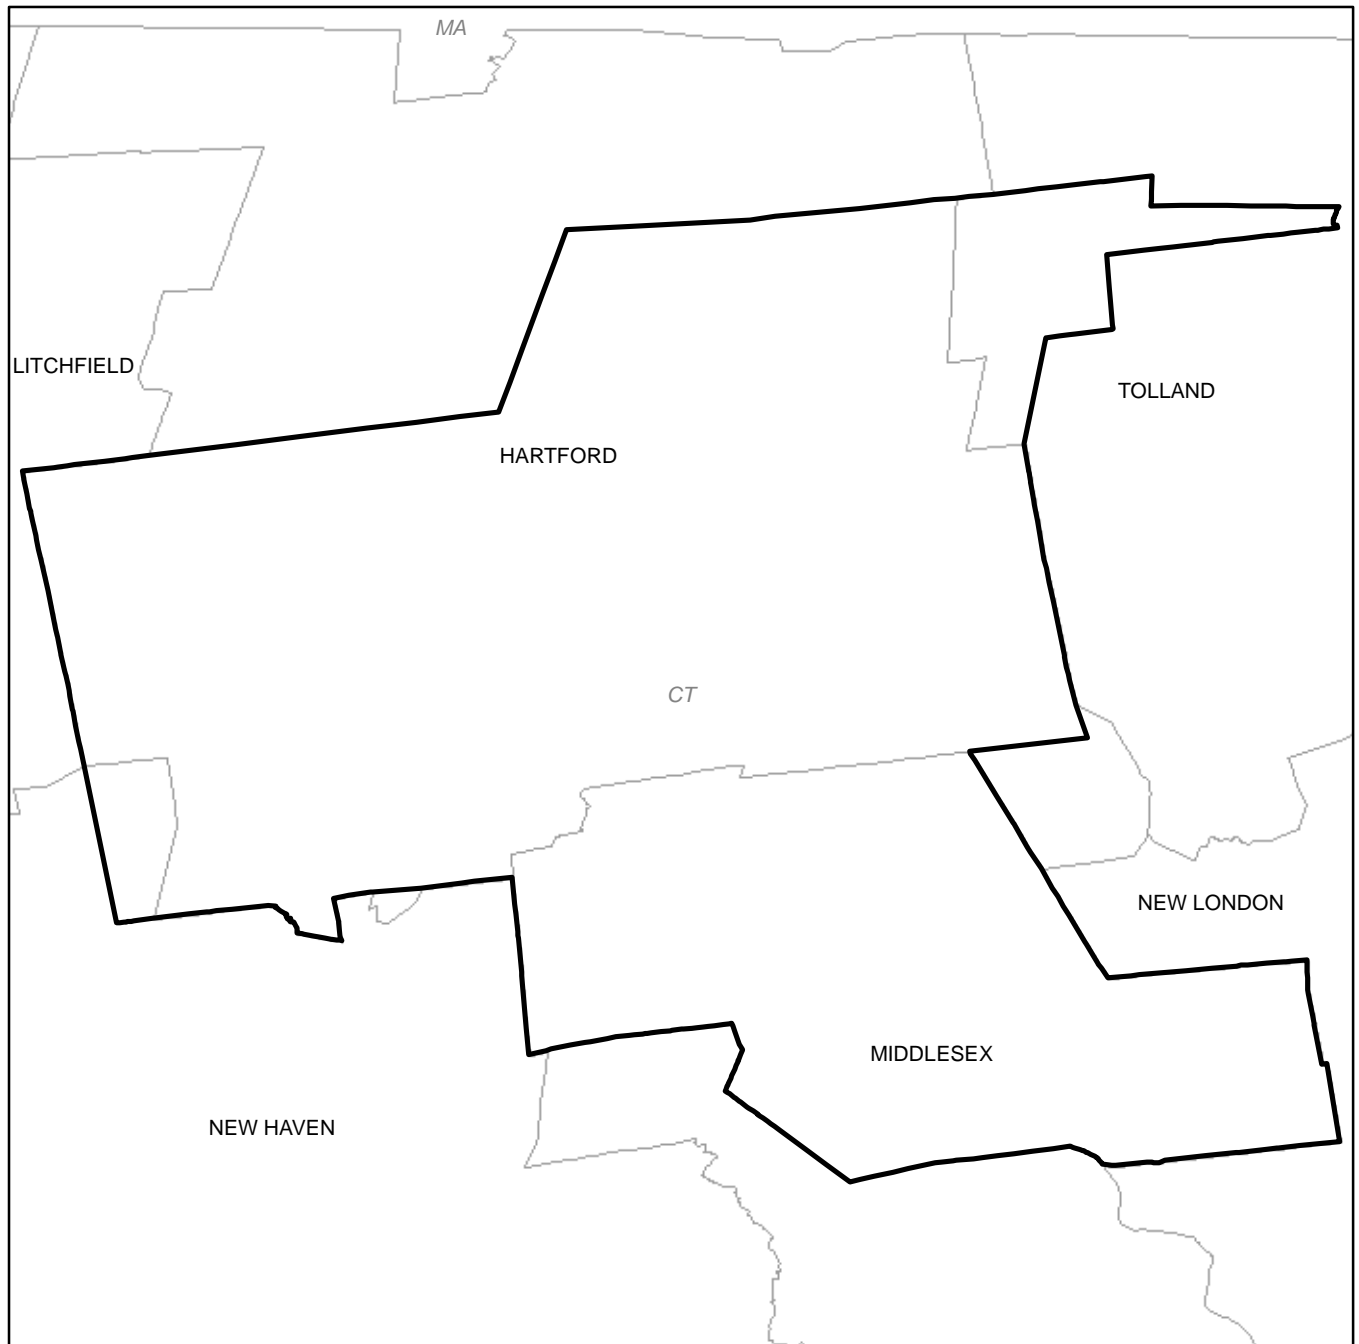 MA
LITCHFIELD
TOLLAND
HARTFORD
CT
NEW LONDON
MIDDLESEX
NEW HAVEN